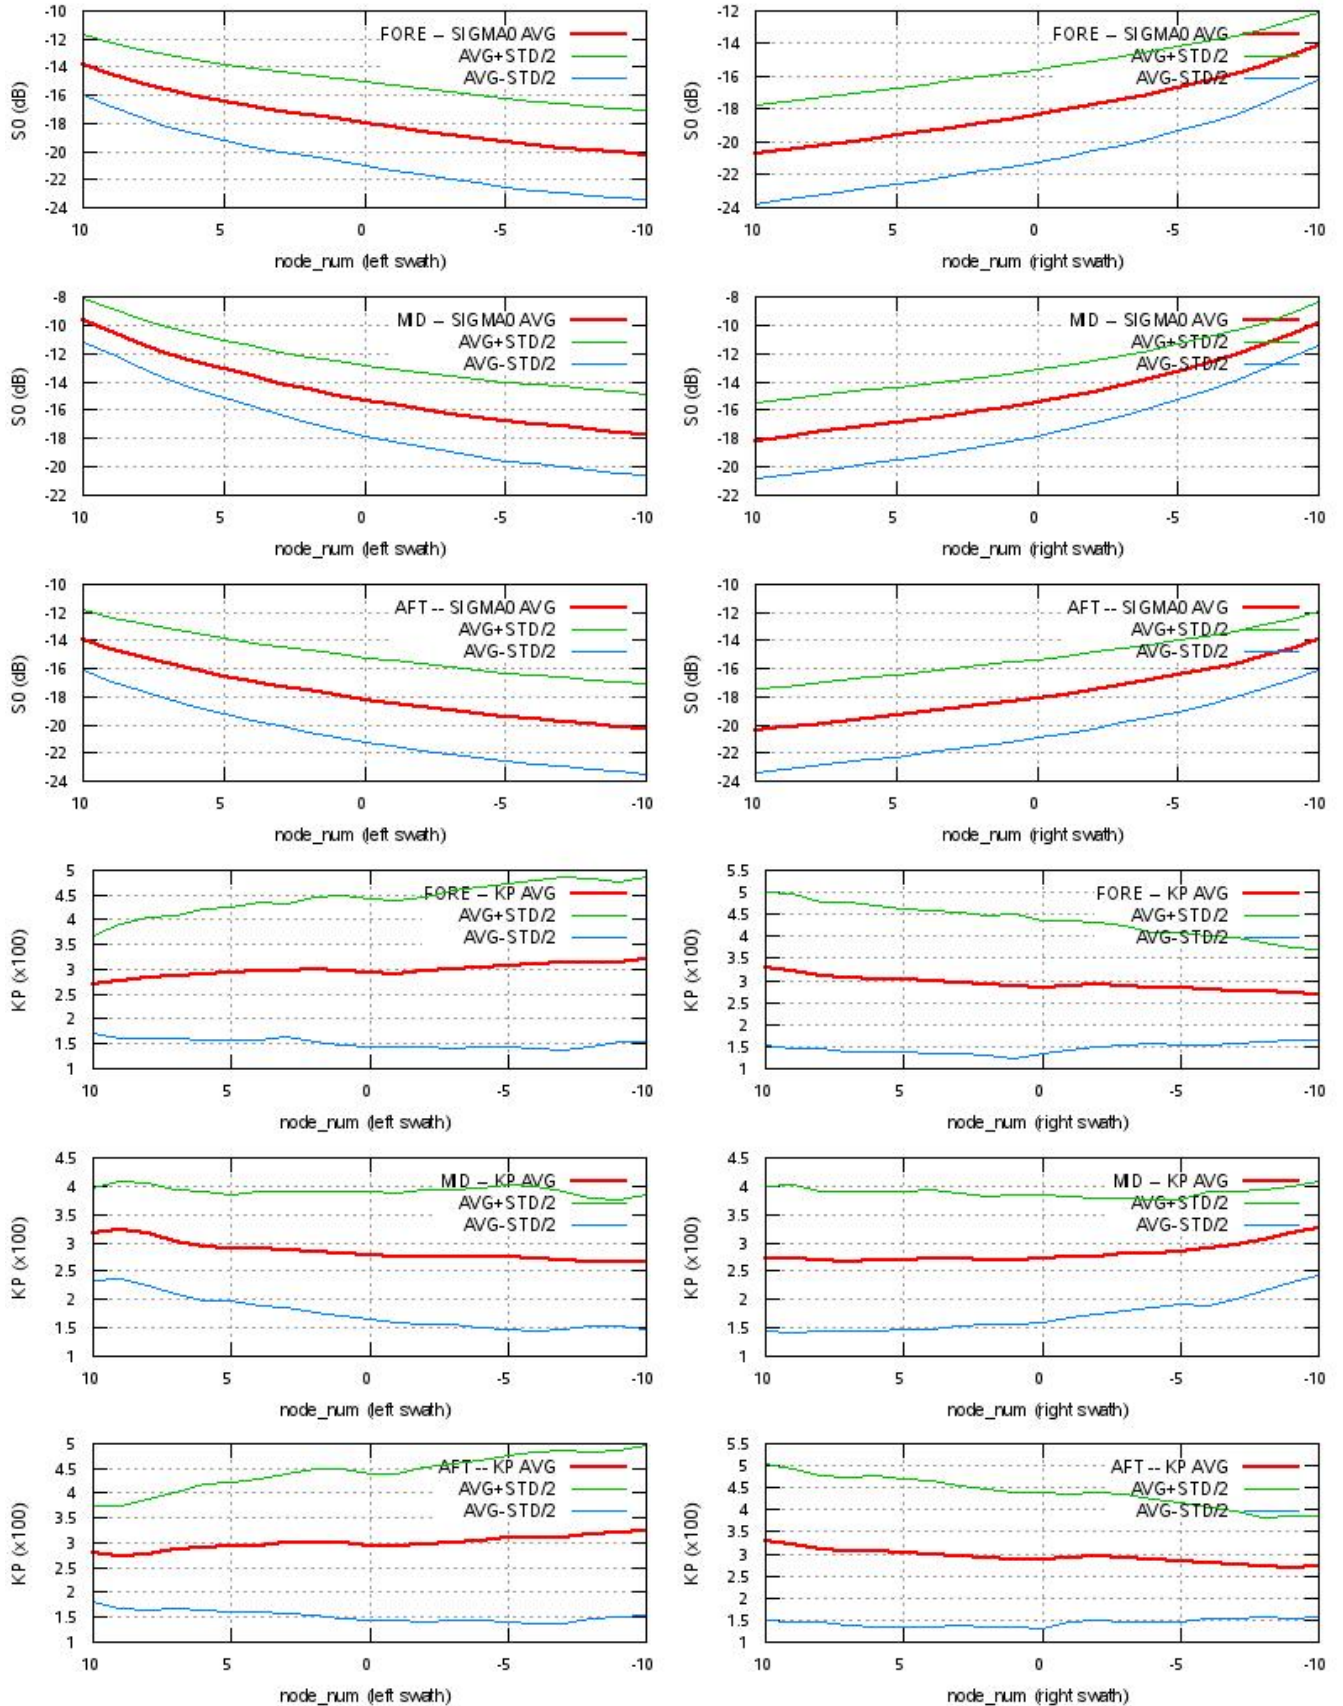 -10
-12
-14
-16
-18
-20
-22
-24
S0 (dB)
FORE – SIGMA0 AVG
AVG+STD/2
AVG-STD/2
10 5 0 -5 -10
node_num (left swath)
-12
-14
-16
-18
-20
-22
-24
S0 (dB)
FORE – SIGMA0 AVG
AVG+STD/2
AVG-STD/2
10 5 0 -5 -10
node_num (right swath)
-8
-10
-12
-14
-16
-18
-20
-22
S0 (dB)
MID – SIGMA0 AVG
AVG+STD/2
AVG-STD/2
10 5 0 -5 -10
node_num (left swath)
-8
-10
-12
-14
-16
-18
-20
-22
S0 (dB)
MID – SIGMA0 AVG
AVG+STD/2
AVG-STD/2
10 5 0 -5 -10
node_num (right swath)
-10
-12
-14
-16
-18
-20
-22
-24
S0 (dB)
AFT -- SIGMA0 AVG
AVG+STD/2
AVG-STD/2
10 5 0 -5 -10
node_num (left swath)
-10
-12
-14
-16
-18
-20
-22
-24
S0 (dB)
AFT -- SIGMA0 AVG
AVG+STD/2
AVG-STD/2
10 5 0 -5 -10
node_num (right swath)
5
4.5
4
3.5
3
2.5
2
1.5
1
KP (x100)
FORE – KP AVG
AVG+STD/2
AVG-STD/2
10 5 0 -5 -10
node_num (left swath)
5.5
5
4.5
4
3.5
3
2.5
2
1.5
1
KP (x100)
FORE – KP AVG
AVG+STD/2
AVG-STD/2
10 5 0 -5 -10
node_num (right swath)
4.5
4
3.5
3
2.5
2
1.5
1
KP (x100)
MID – KP AVG
AVG+STD/2
AVG-STD/2
10 5 0 -5 -10
node_num (left swath)
4.5
4
3.5
3
2.5
2
1.5
1
KP (x100)
MID – KP AVG
AVG+STD/2
AVG-STD/2
10 5 0 -5 -10
node_num (right swath)
5
4.5
4
3.5
3
2.5
2
1.5
1
KP (x100)
AFT -- KP AVG
AVG+STD/2
AVG-STD/2
10 5 0 -5 -10
node_num (left swath)
5.5
5
4.5
4
3.5
3
2.5
2
1.5
1
KP (x100)
AFT -- KP AVG
AVG+STD/2
AVG-STD/2
10 5 0 -5 -10
node_num (right swath)